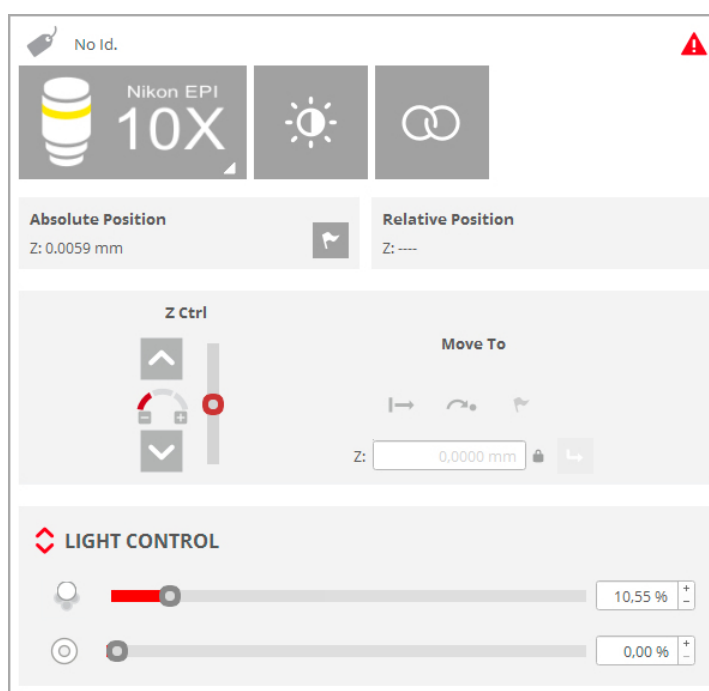 No Id.
Nikon EPI
10X
Absolute Position
Z: 0.0059 mm
Relative Position
Z: ----
Z Ctrl
Move To
Z: 0,0000 mm
LIGHT CONTROL
10,55 %
0,00 %